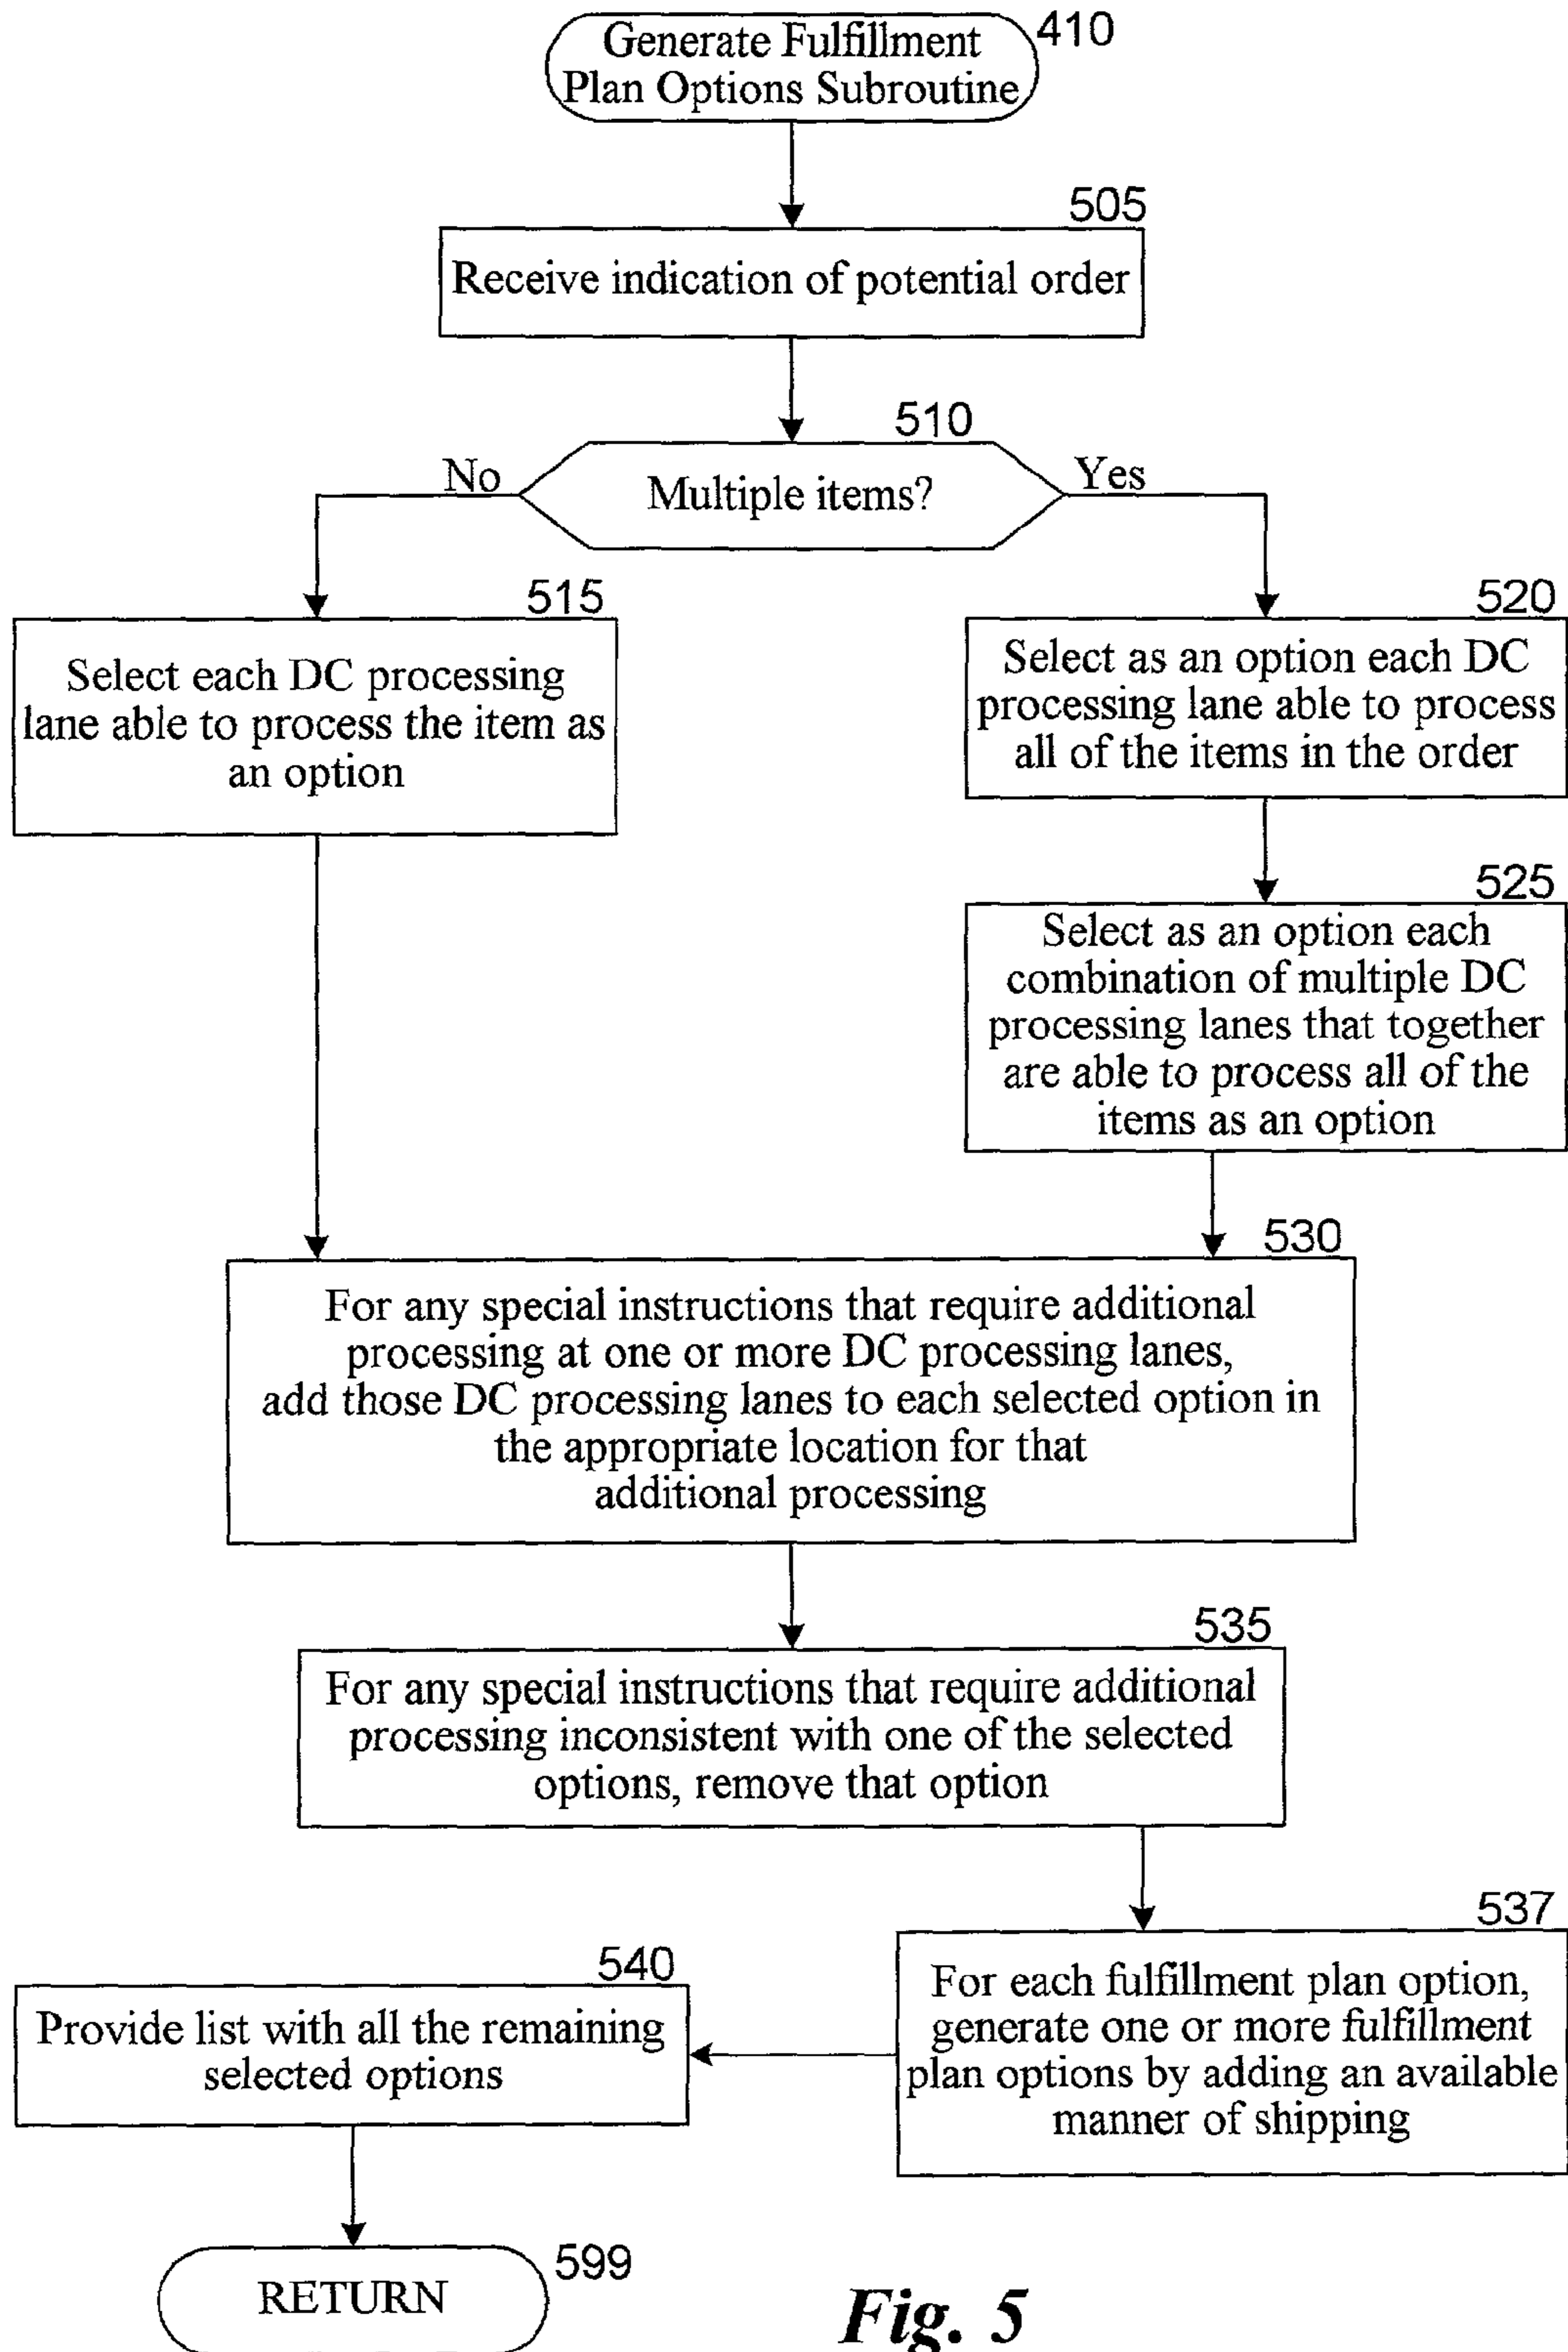 Generate Fulfillment
Plan Options Subroutine
410
505
Receive indication of potential order
510
No
Multiple items?
Yes
515
Select each DC processing
lane able to process the item as
an option
520
Select as an option each DC
processing lane able to process
all of the items in the order
525
Select as an option each
combination of multiple DC
processing lanes that together
are able to process all of the
items as an option
530
For any special instructions that require additional
processing at one or more DC processing lanes,
add those DC processing lanes to each selected option in
the appropriate location for that
additional processing
535
For any special instructions that require additional
processing inconsistent with one of the selected
options, remove that option
537
For each fulfillment plan option,
generate one or more fulfillment
plan options by adding an available
manner of shipping
540
Provide list with all the remaining
selected options
599
RETURN
Fig. 5